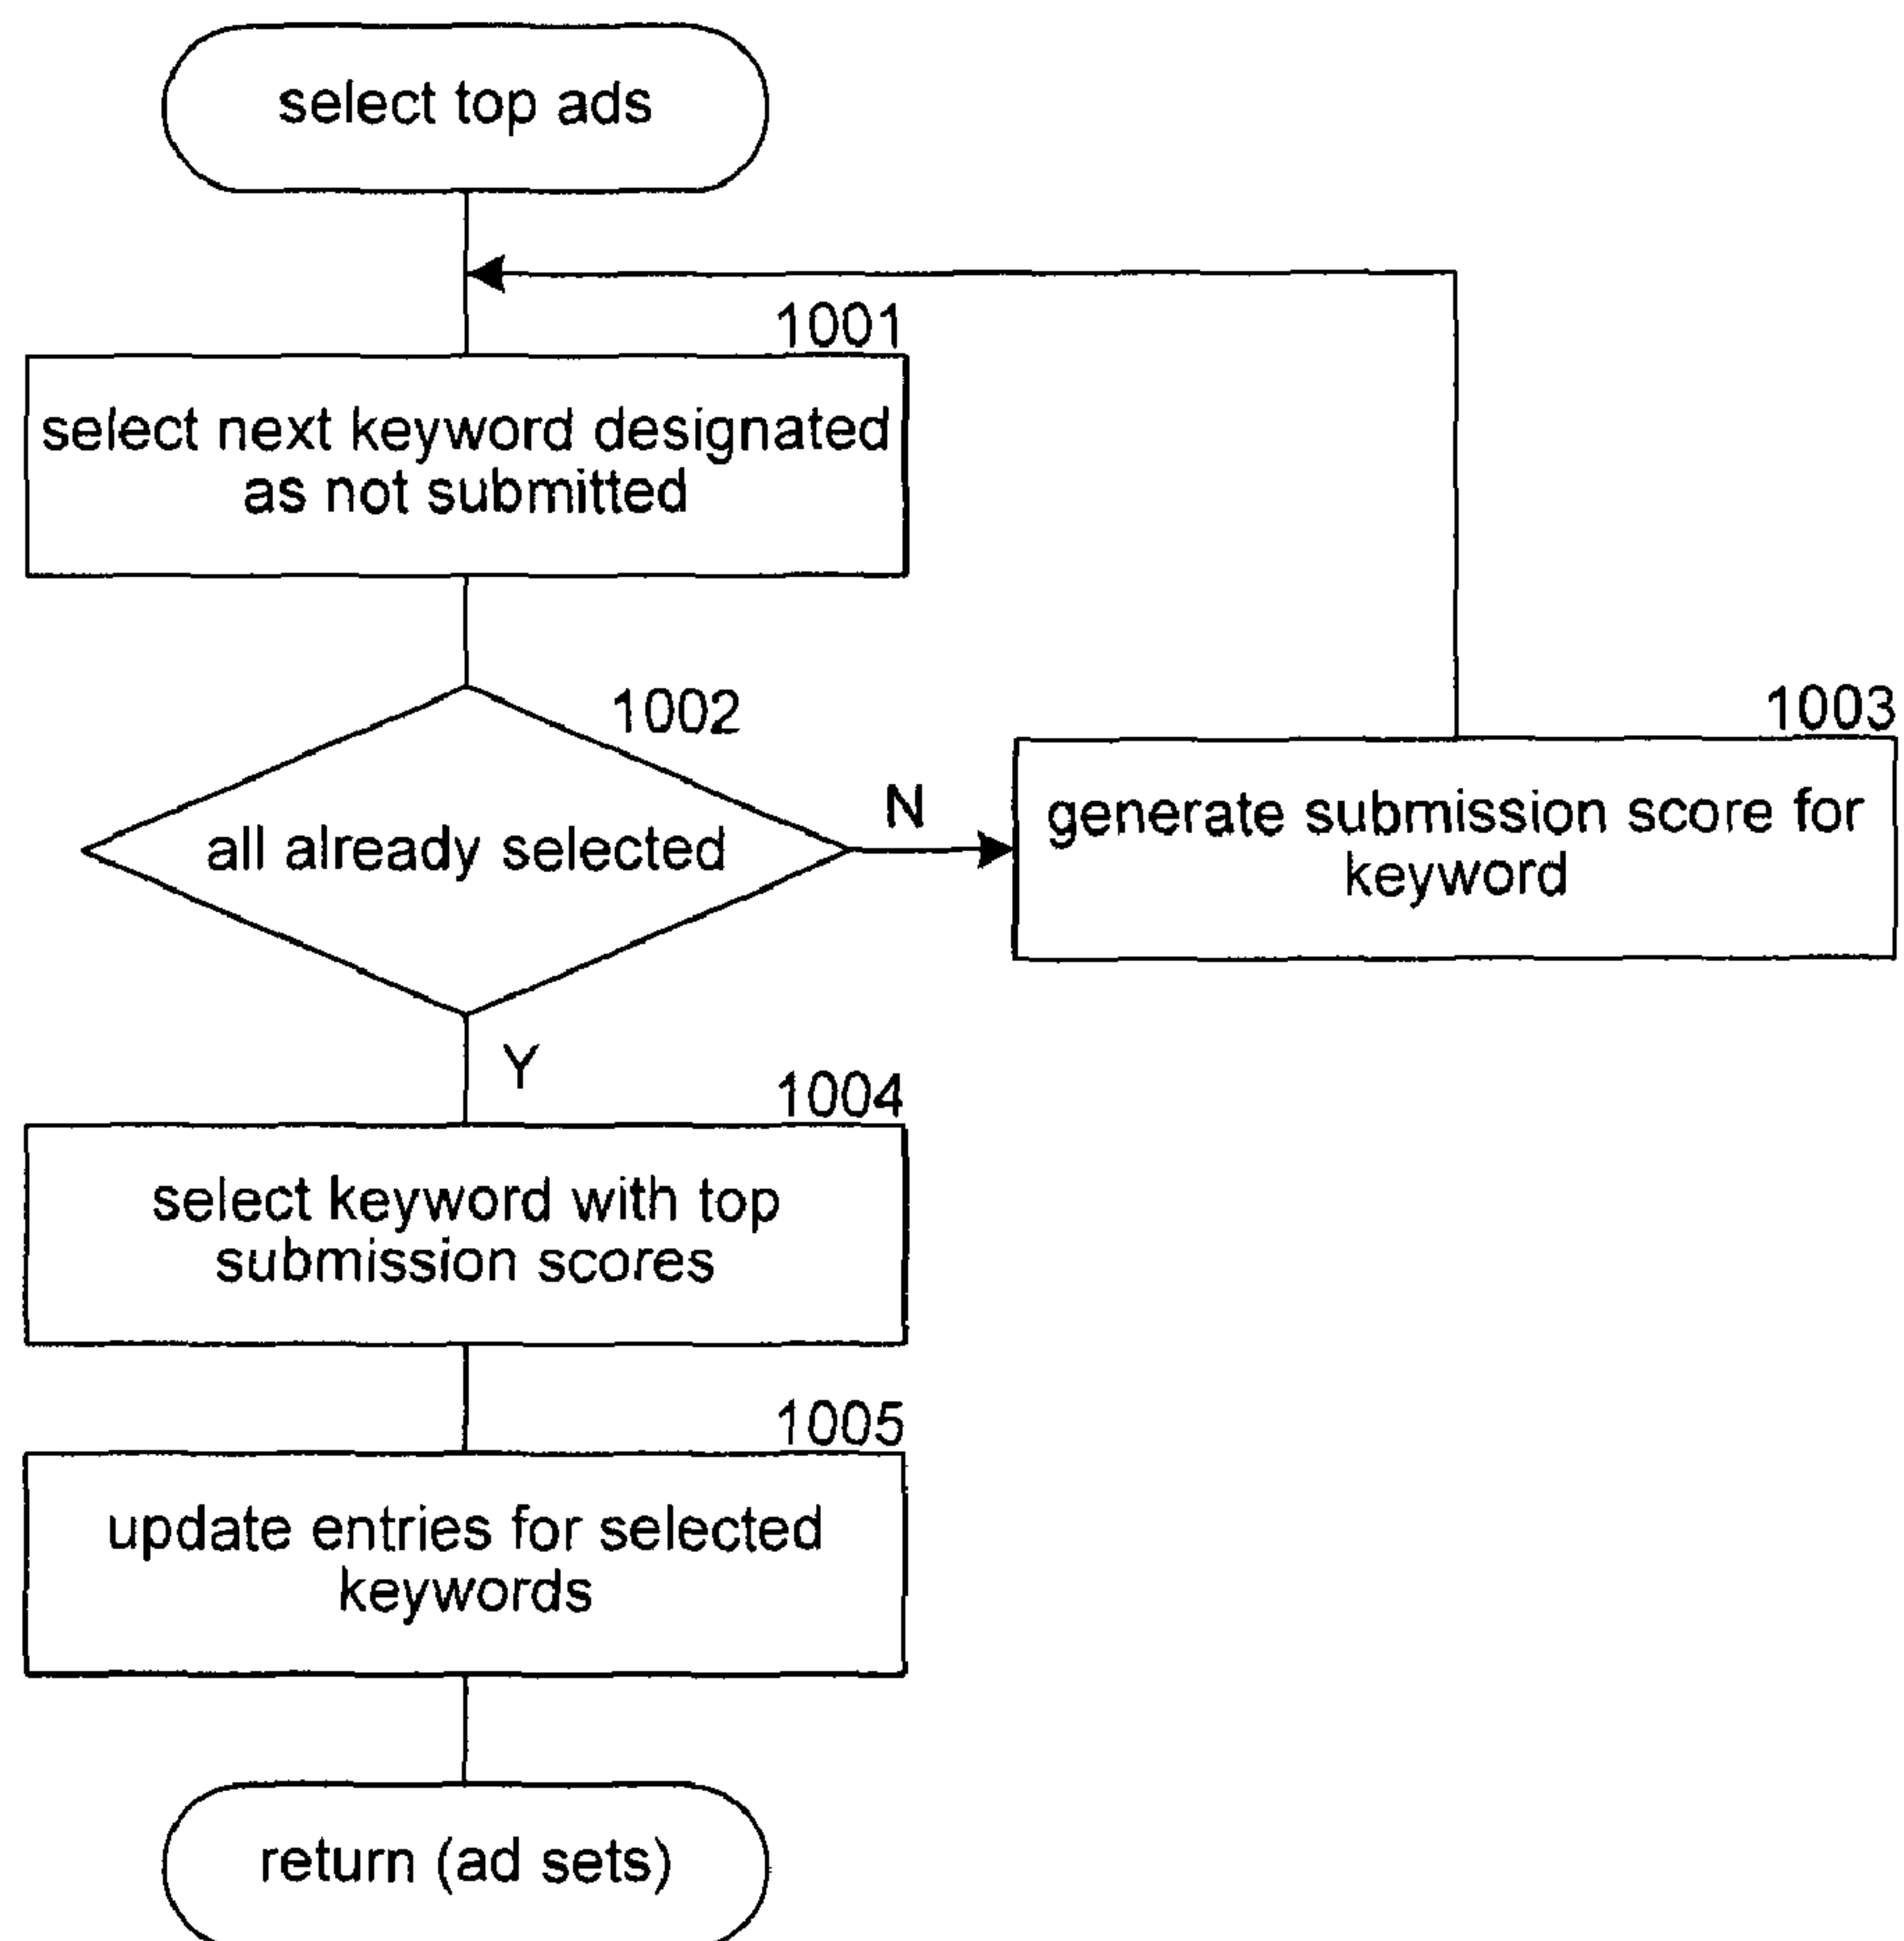 select top ads
1001
select next keyword designated
as not submitted
1002
all already selected
N
1003
generate submission score for
keyword
Y
1004
select keyword with top
submission scores
1005
update entries for selected
keywords
return (ad sets)